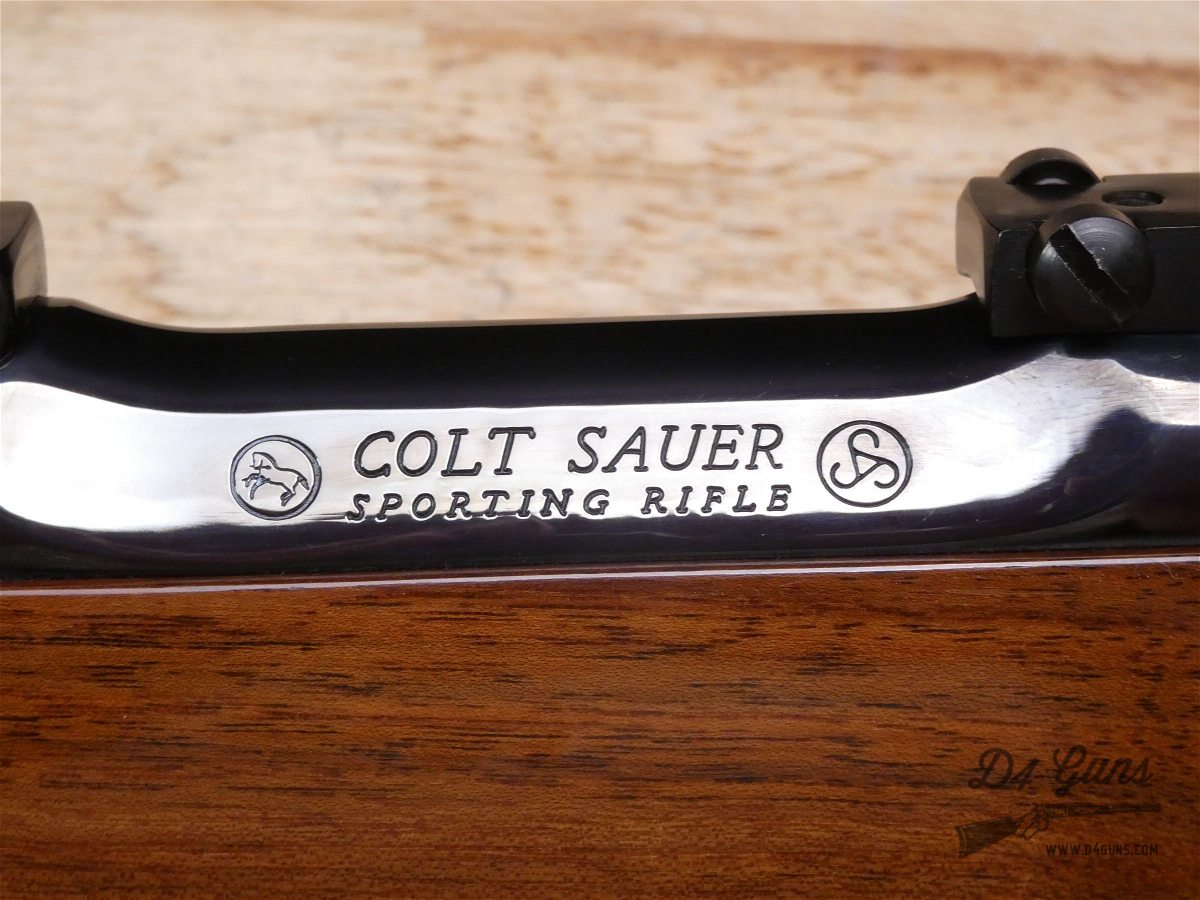 COLT SAUER
SPORTING RIFLE
D4 Guns
WWW.D4GUNS.COM